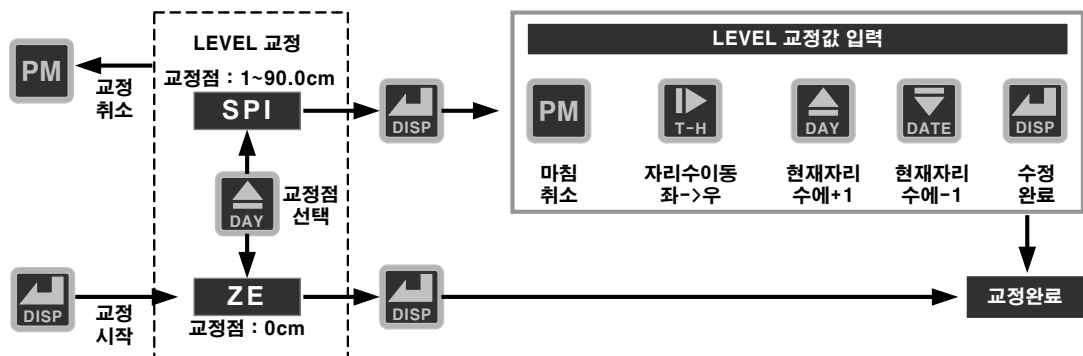 LEVEL 교정
교정점 : 1~90.0cm
SPI
PM
교정
취소
DISP
DAY
교정점
선택
DISP
교정
시작
ZE
교정점 : 0cm
DISP
LEVEL 교정값 입력
PM
T-H
DAY
DATE
DISP
마침
취소
자리수이동
좌->우
현재자리
수에+1
현재자리
수에-1
수정
완료
교정완료